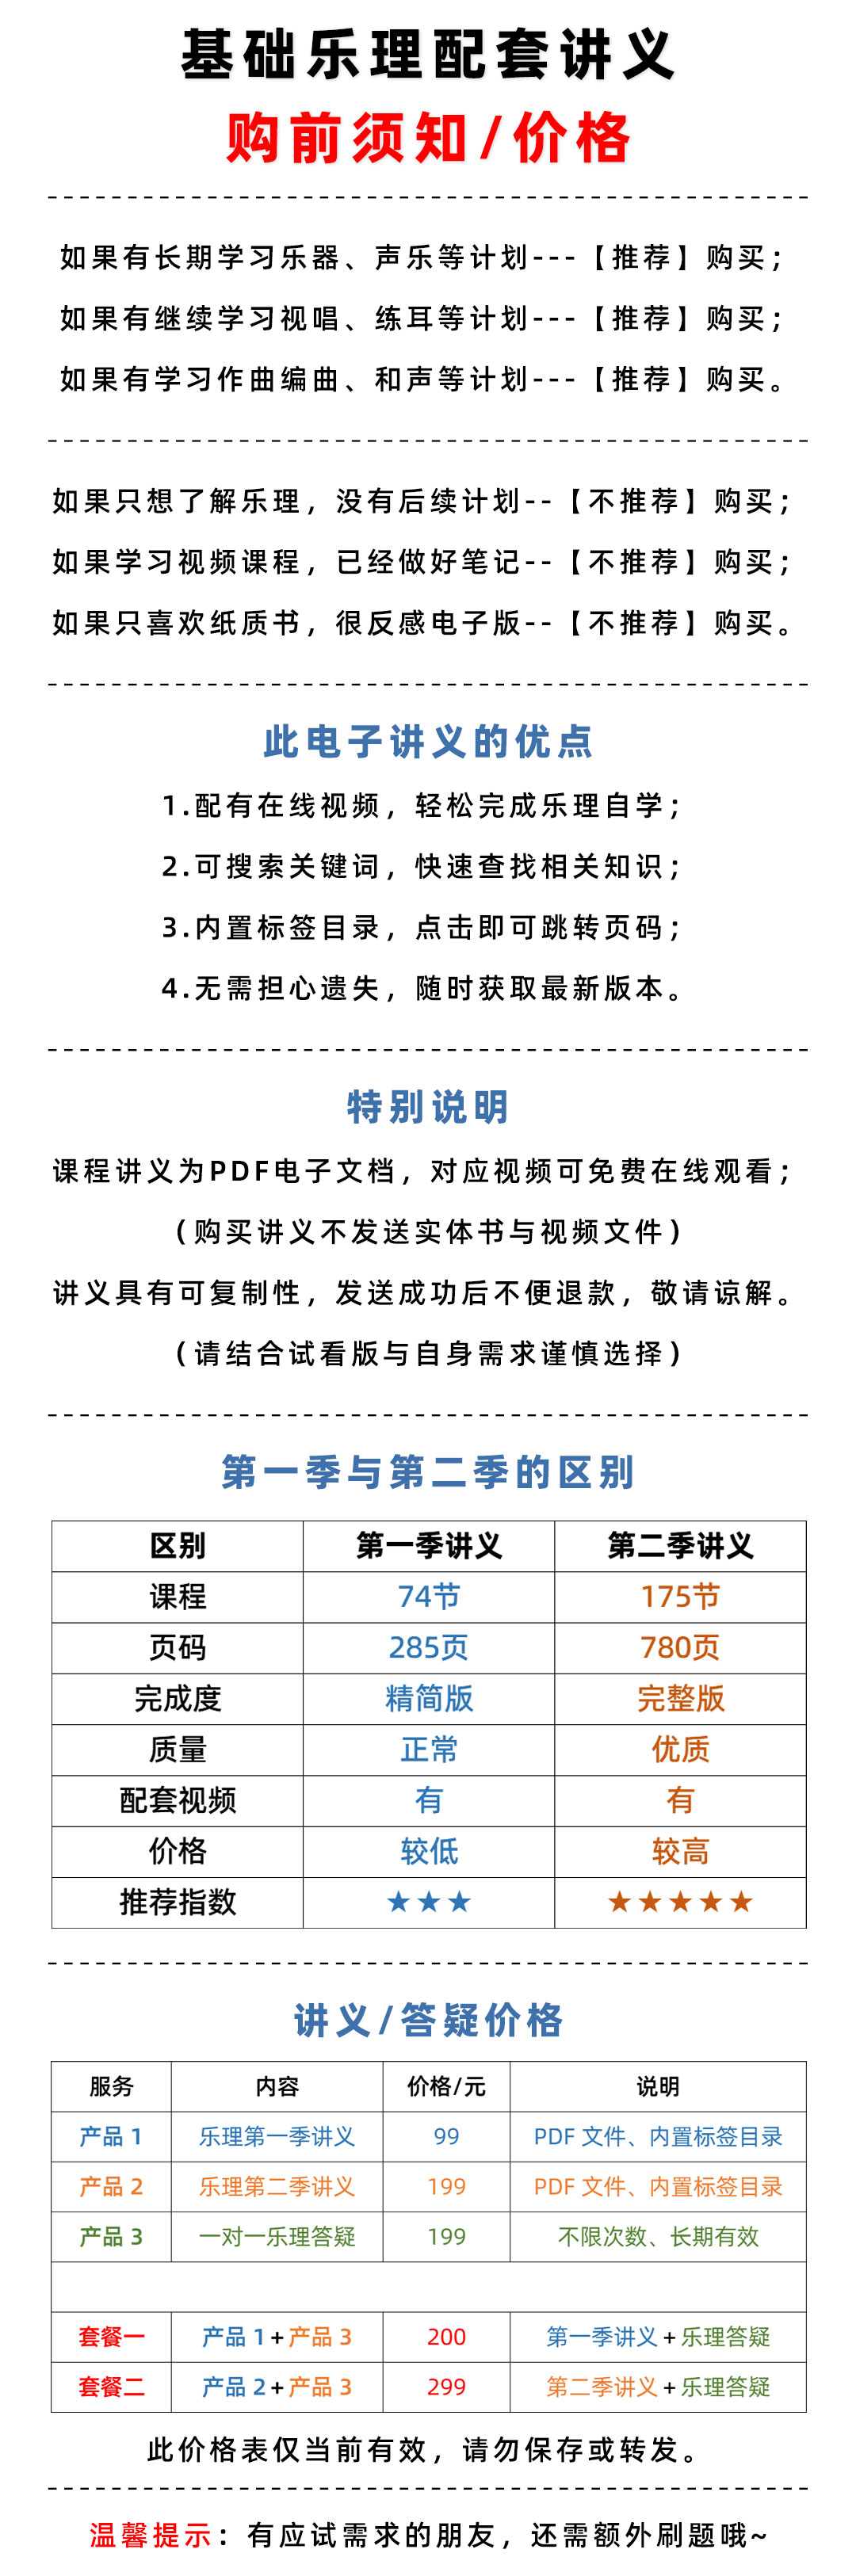 基础乐理配套讲义
购前须知/价格
如果有长期学习乐器、声乐等计划---【推荐】购买；
如果有继续学习视唱、练耳等计划---【推荐】购买；
如果有学习作曲编曲、和声等计划---【推荐】购买。
如果只想了解乐理，没有后续计划--【不推荐】购买；
如果学习视频课程，已经做好笔记--【不推荐】购买；
如果只喜欢纸质书，很反感电子版--【不推荐】购买。
此电子讲义的优点
1.配有在线视频，轻松完成乐理自学；
2.可搜索关键词，快速查找相关知识；
3.内置标签目录，点击即可跳转页码；
4.无需担心遗失，随时获取最新版本。
特别说明
课程讲义为PDF电子文档，对应视频可免费在线观看；
（购买讲义不发送实体书与视频文件）
讲义具有可复制性，发送成功后不便退款，敬请谅解。
（请结合试看版与自身需求谨慎选择）
第一季与第二季的区别
区别 第一季讲义 第二季讲义
课程 74节 175节
页码 285页 780页
完成度 精简版 完整版
质量 正常 优质
配套视频 有 有
价格 较低 较高
推荐指数 ★★★ ★★★★★
讲义/答疑价格
服务 内容 价格/元 说明
产品 1 乐理第一季讲义 99 PDF 文件、内置标签目录
产品 2 乐理第二季讲义 199 PDF 文件、内置标签目录
产品 3 一对一乐理答疑 199 不限次数、长期有效
套餐一 产品 1+产品 3 200 第一季讲义+乐理答疑
套餐二 产品 2+产品 3 299 第二季讲义+乐理答疑
此价格表仅当前有效，请勿保存或转发。
温馨提示：有应试需求的朋友，还需额外刷题哦~